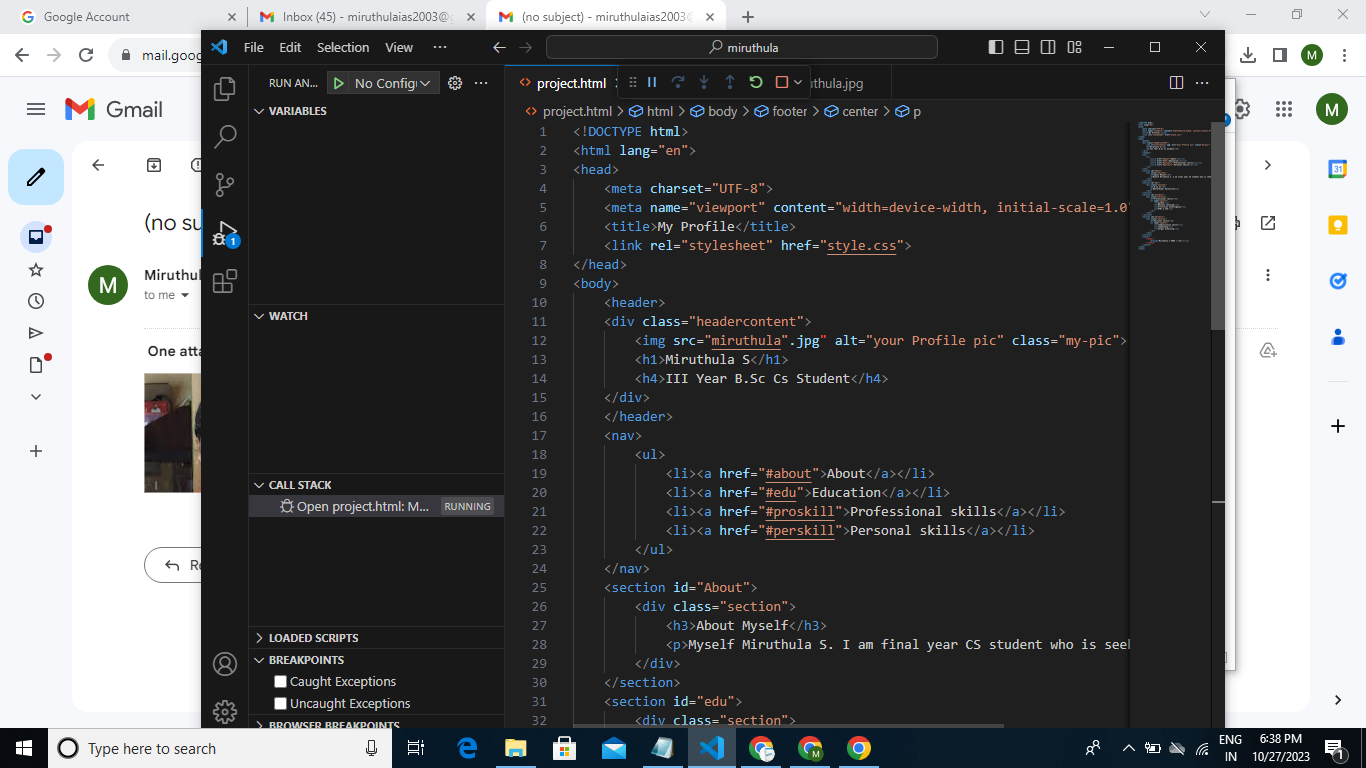 Google Account
Inbox (45) - miruthulaias2003@g
(no subject) - miruthulaias2003
mail.goog
M
File Edit Selection View
miruthula
Gmail
M
RUN AN...
No Config
project.html
uthula.jpg
VARIABLES
project.html > html > body > footer > center > p
1 <!DOCTYPE html>
2 <html lang="en">
3 <head>
4 <meta charset="UTF-8">
5 <meta name="viewport" content="width=device-width, initial-scale=1.0"
6 <title>My Profile</title>
7 <link rel="stylesheet" href="style.css">
8 </head>
9 <body>
10 <header>
11 <div class="headercontent">
12 <img src="miruthula".jpg" alt="your Profile pic" class="my-pic">
13 <h1>Miruthula S</h1>
14 <h4>III Year B.Sc Cs Student</h4>
15 </div>
16 </header>
17 <nav>
18 <ul>
19 <li><a href="#about">About</a></li>
20 <li><a href="#edu">Education</a></li>
21 <li><a href="#proskill">Professional skills</a></li>
22 <li><a href="#perskill">Personal skills</a></li>
23 </ul>
24 </nav>
25 <section id="About">
26 <div class="section">
27 <h3>About Myself</h3>
28 <p>Myself Miruthula S. I am final year CS student who is seek
29 </div>
30 </section>
31 <section id="edu">
32 <div class="section">
(no su
M
Miruthul
to me
One atta
Re
1
WATCH
CALL STACK
Open project.html: M...
RUNNING
LOADED SCRIPTS
BREAKPOINTS
Caught Exceptions
Uncaught Exceptions
BROWSER BREAKPOINTS
31
Type here to search
M
ENG
IN
6:38 PM
10/27/2023
1